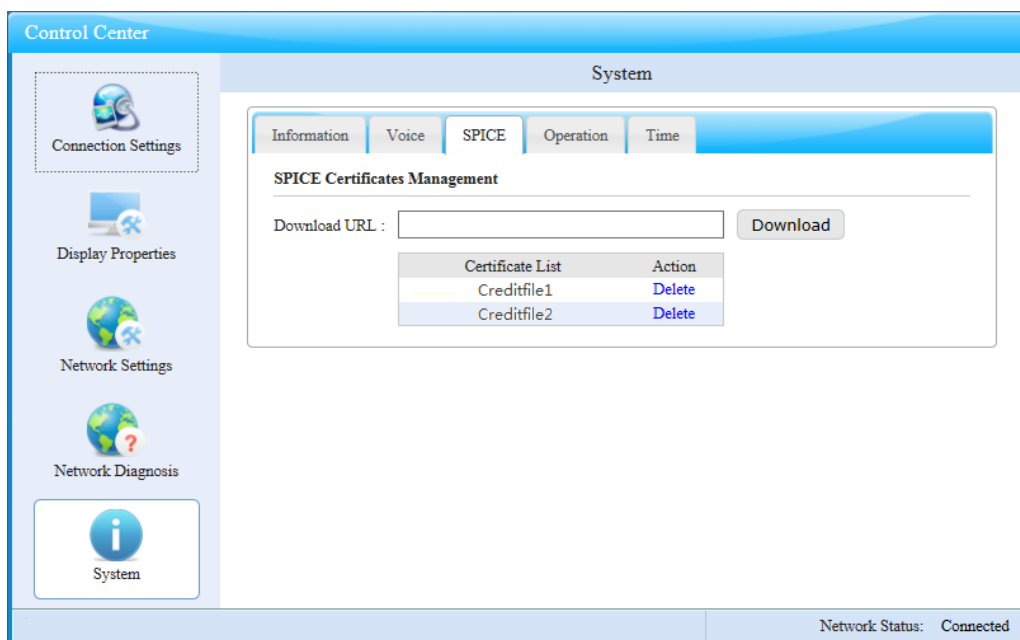 Control Center
System
Connection Settings
Display Properties
Network Settings
Network Diagnosis
System
Information Voice SPICE Operation Time
SPICE Certificates Management
Download URL : Download
Certificate List Action
Creditfile1 Delete
Creditfile2 Delete
Network Status: Connected